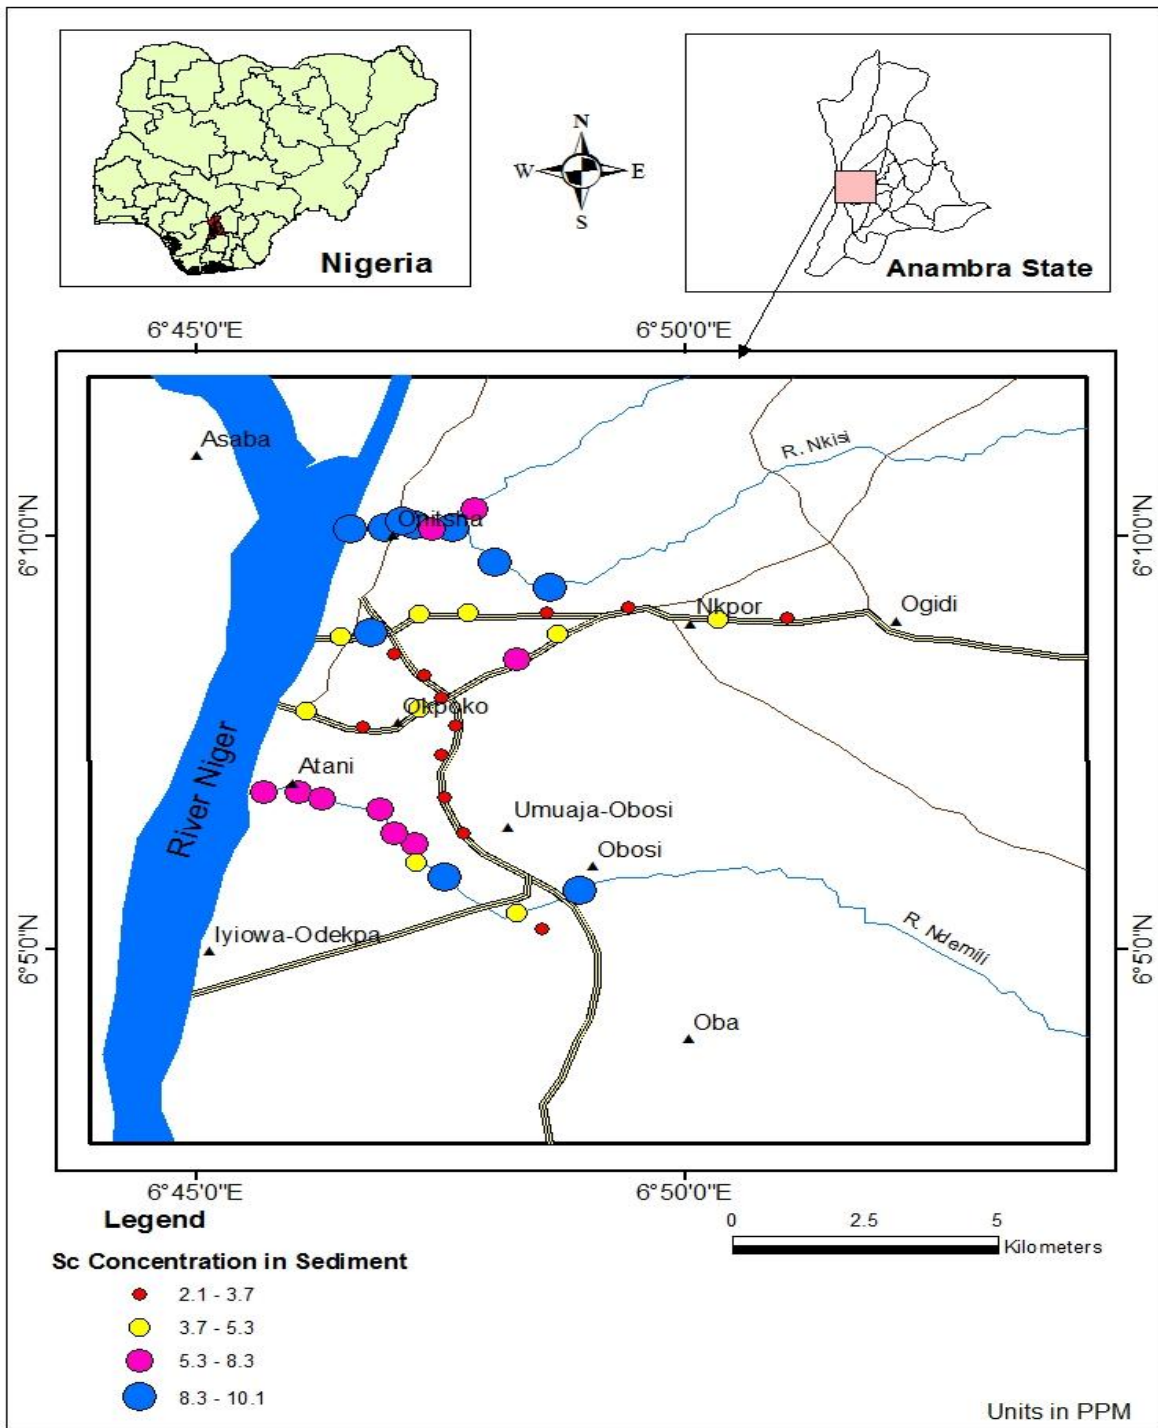 Nigeria
N
W E
S
Anambra State
6°45'0"E 6°50'0"E
Asaba
R. Nkisi
Onitsha
6°10'0"N 6°10'0"N
Nkpor
Ogidi
Okpoko
River Niger
Atani
Umuaja-Obosi
Obosi
Iyiowa-Odekpa
R. Ndemili
6°5'0"N 6°5'0"N
Oba
6°45'0"E 6°50'0"E
Legend
0 2.5 5
Kilometers
Sc Concentration in Sediment
2.1 - 3.7
3.7 - 5.3
5.3 - 8.3
8.3 - 10.1
Units in PPM